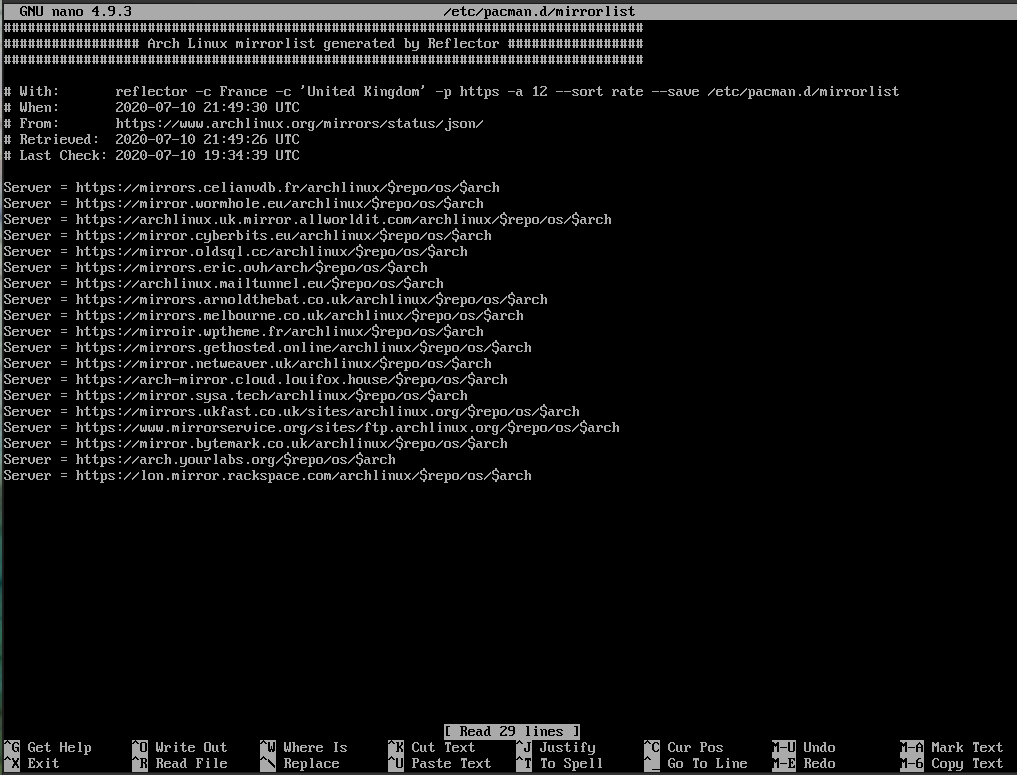 GNU nano 4.9.3 /etc/pacman.d/mirrorlist
################################################################################
################# Arch Linux mirrorlist generated by Reflector #################
################################################################################
# With: reflector -c France -c 'United Kingdom' -p https -a 12 --sort rate --save /etc/pacman.d/mirrorlist
# When: 2020-07-10 21:49:30 UTC
# From: https://www.archlinux.org/mirrors/status/json/
# Retrieved: 2020-07-10 21:49:26 UTC
# Last Check: 2020-07-10 19:34:39 UTC
Server = https://mirrors.celianvdb.fr/archlinux/$repo/os/$arch
Server = https://mirror.wormhole.eu/archlinux/$repo/os/$arch
Server = https://archlinux.uk.mirror.allworldit.com/archlinux/$repo/os/$arch
Server = https://mirror.cyberbits.eu/archlinux/$repo/os/$arch
Server = https://mirror.oldsql.cc/archlinux/$repo/os/$arch
Server = https://mirrors.eric.ovh/arch/$repo/os/$arch
Server = https://archlinux.mailtunnel.eu/$repo/os/$arch
Server = https://mirrors.arnoldthebat.co.uk/archlinux/$repo/os/$arch
Server = https://mirrors.melbourne.co.uk/archlinux/$repo/os/$arch
Server = https://mirroir.wptheme.fr/archlinux/$repo/os/$arch
Server = https://mirrors.gethosted.online/archlinux/$repo/os/$arch
Server = https://mirror.netweaver.uk/archlinux/$repo/os/$arch
Server = https://arch-mirror.cloud.louifox.house/$repo/os/$arch
Server = https://mirror.sysa.tech/archlinux/$repo/os/$arch
Server = https://mirrors.ukfast.co.uk/sites/archlinux.org/$repo/os/$arch
Server = https://www.mirrorservice.org/sites/ftp.archlinux.org/$repo/os/$arch
Server = https://mirror.bytemark.co.uk/archlinux/$repo/os/$arch
Server = https://arch.yourlabs.org/$repo/os/$arch
Server = https://lon.mirror.rackspace.com/archlinux/$repo/os/$arch
[ Read 29 lines ]
^G Get Help ^O Write Out ^W Where Is ^K Cut Text ^J Justify ^C Cur Pos M-U Undo M-A Mark Text
^X Exit ^R Read File ^\ Replace ^U Paste Text ^T To Spell ^_ Go To Line M-E Redo M-6 Copy Text